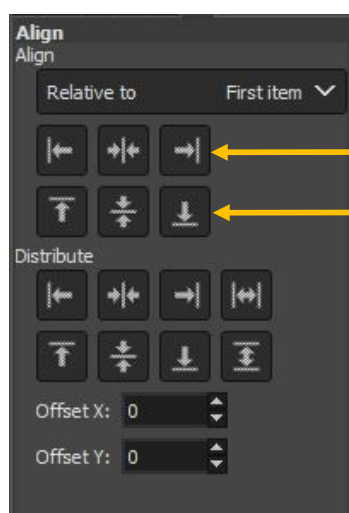 Align
Align
Relative to First item
Distribute
Offset X: 0
Offset Y: 0